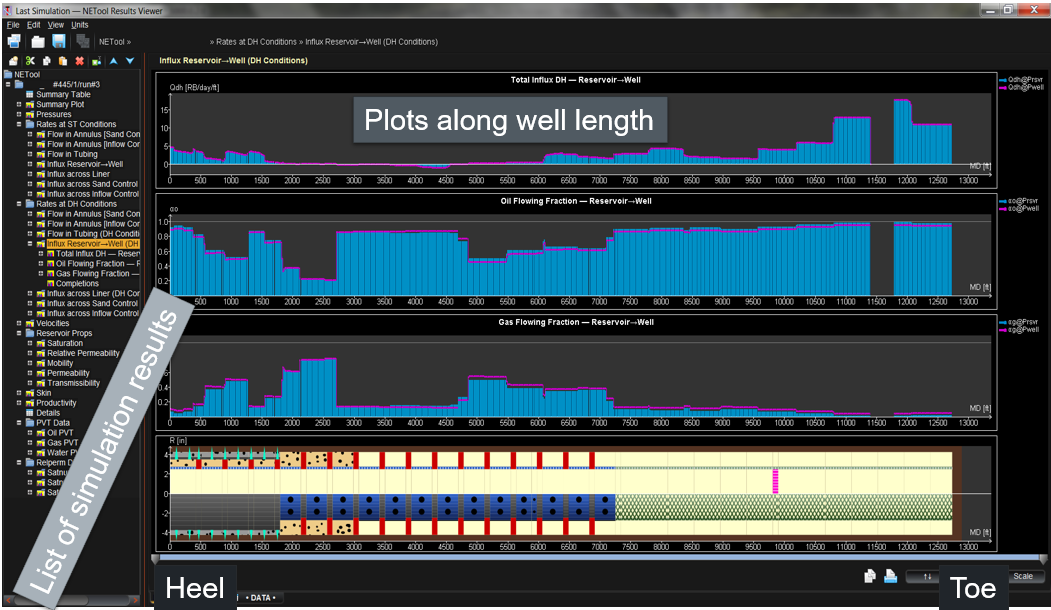 Last Simulation — NETool Results Viewer
File Edit View Units
NETool » » Rates at DH Conditions » Influx Reservoir→Well (DH Conditions)
Influx Reservoir→Well (DH Conditions)
NETool
#445/1/run#3
Summary Table
Summary Plot
Pressures
Rates at ST Conditions
Flow in Annulus [Sand Con
Flow in Annulus [Inflow Cor
Flow in Tubing
Influx Reservoir→Well
Influx across Liner
Influx across Sand Control
Influx across Inflow Control
Rates at DH Conditions
Flow in Annulus [Sand Con
Flow in Annulus [Inflow Cor
Flow in Tubing (DH Conditi
Influx Reservoir→Well (DH
Total Influx DH — Reser
Oil Flowing Fraction — R
Gas Flowing Fraction —
Completions
Influx across Liner (DH Cor
Influx across Sand Control
Influx across Inflow Control
Velocities
Reservoir Props
Saturation
Relative Permeability
Mobility
Permeability
Transmissibility
Skin
Productivity
Details
PVT Data
Oil PVT
Gas PVT
Water P
Relperm D
Satnu
Satn
Sat
List of simulation results
Total Influx DH — Reservoir→Well
Qdh [RB/day/ft]
Plots along well length
Qdh@Prsvr
Qdh@Pwell
15
10
5
0
MD [ft]
0 500 1000 1500 2000 2500 3000 3500 4000 4500 5000 5500 6000 6500 7000 7500 8000 8500 9000 9500 10000 10500 11000 11500 12000 12500 13000
Oil Flowing Fraction — Reservoir→Well
αo
αo@Prsvr
αo@Pwell
1.0
0.8
0.6
0.4
0.2
MD [ft]
500 1000 1500 2000 2500 3000 3500 4000 4500 5000 5500 6000 6500 7000 7500 8000 8500 9000 9500 10000 10500 11000 11500 12000 12500 13000
Gas Flowing Fraction — Reservoir→Well
αg@Prsvr
αg@Pwell
0.4
0.2
MD [ft]
0 500 1000 1500 2000 2500 3000 3500 4000 4500 5000 5500 6000 6500 7000 7500 8000 8500 9000 9500 10000 10500 11000 11500 12000 12500 13000
R [in]
4
2
0
-2
-4
MD [ft]
0 500 1000 1500 2000 2500 3000 3500 4000 4500 5000 5500 6000 6500 7000 7500 8000 8500 9000 9500 10000 10500 11000 11500 12000 12500 13000
Heel
Toe
Scale
• DATA •